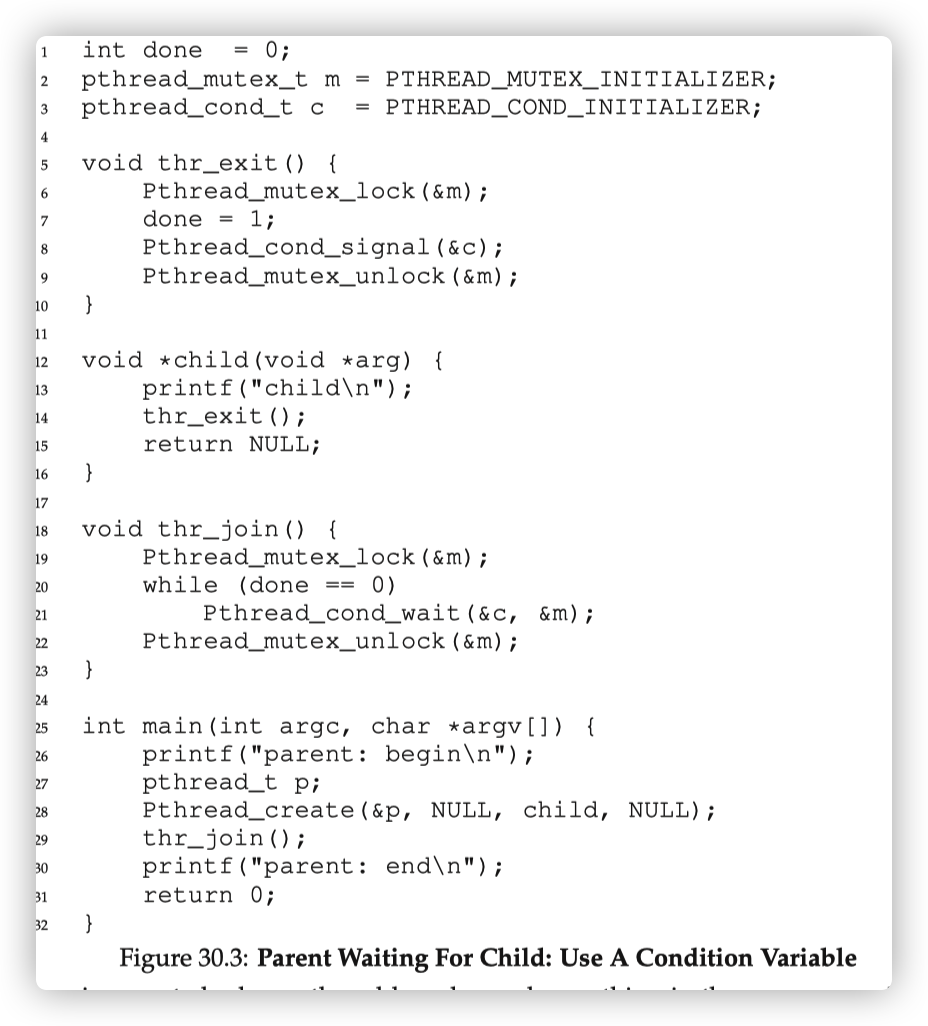 1 int done = 0;
2 pthread_mutex_t m = PTHREAD_MUTEX_INITIALIZER;
3 pthread_cond_t c = PTHREAD_COND_INITIALIZER;
4
5 void thr_exit() {
6 Pthread_mutex_lock(&m);
7 done = 1;
8 Pthread_cond_signal(&c);
9 Pthread_mutex_unlock(&m);
10 }
11
12 void *child(void *arg) {
13 printf("child\n");
14 thr_exit();
15 return NULL;
16 }
17
18 void thr_join() {
19 Pthread_mutex_lock(&m);
20 while (done == 0)
21 Pthread_cond_wait(&c, &m);
22 Pthread_mutex_unlock(&m);
23 }
24
25 int main(int argc, char *argv[]) {
26 printf("parent: begin\n");
27 pthread_t p;
28 Pthread_create(&p, NULL, child, NULL);
29 thr_join();
30 printf("parent: end\n");
31 return 0;
32 }
Figure 30.3: Parent Waiting For Child: Use A Condition Variable